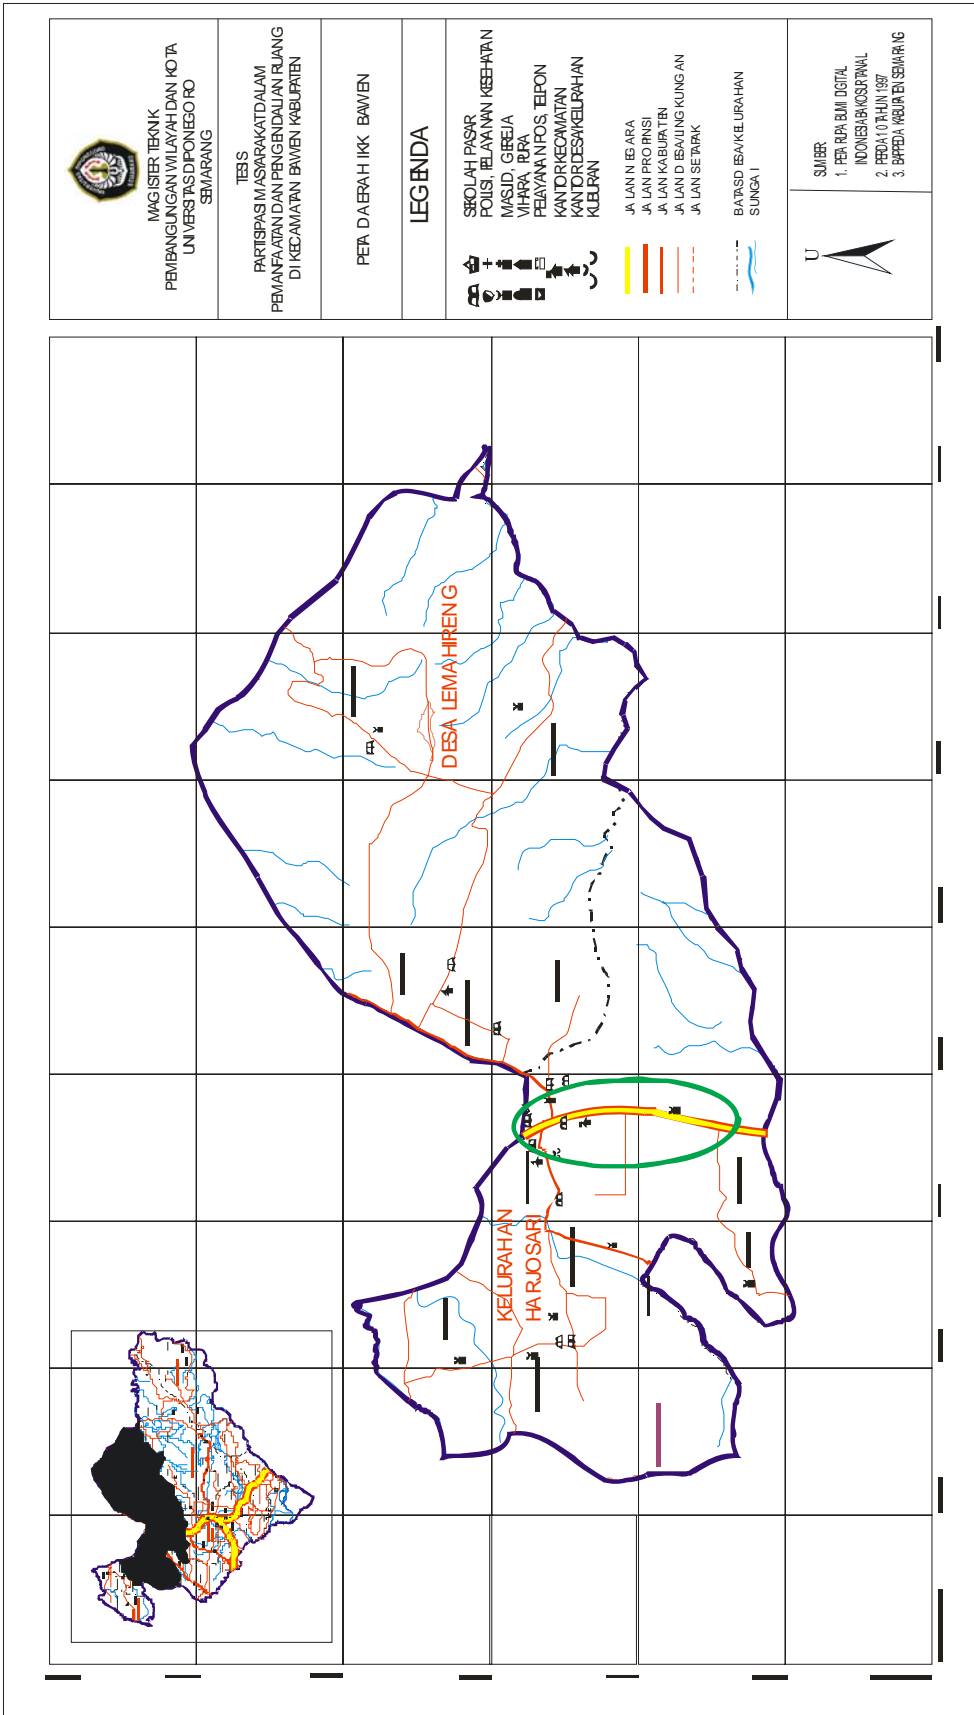 MAGISTER TEKNIK
PEMBANGUNGAN WILAYAH DAN KOTA
UNIVERSITAS DIPONEGORO
SEMARANG
TESIS
PARTISIPASI MASYARAKAT DALAM
PEMANFAATAN DAN PENGENDALIAN RUANG
DI KECAMATAN BAWEN KABUPATEN
PETA DAERAH IKK BAWEN
LEGENDA
SEKOLAH PASAR
POLISI, PELAYANAN KESEHATAN
MASJID, GEREJA
VIHARA, PURA
PELAYANAN POS, TELPON
KANTOR KECAMATAN
KANTOR DESA/KELURAHAN
KUBURAN
JALAN NEGARA
JALAN PROPINSI
JALAN KABUPATEN
JALAN DESA/LINGKUNGAN
JALAN SETAPAK
BATAS DESA/KELURAHAN
SUNGAI
U
SUMBER
1. PETA RUPA BUMI DIGITAL
INDONESIA BAKOSURTANAL
2. PERDA 10 TAHUN 1997
3. BAPPEDA KABUPATEN SEMARANG
DESA LEMAHIRENG
KELURAHAN
HARJOSARI